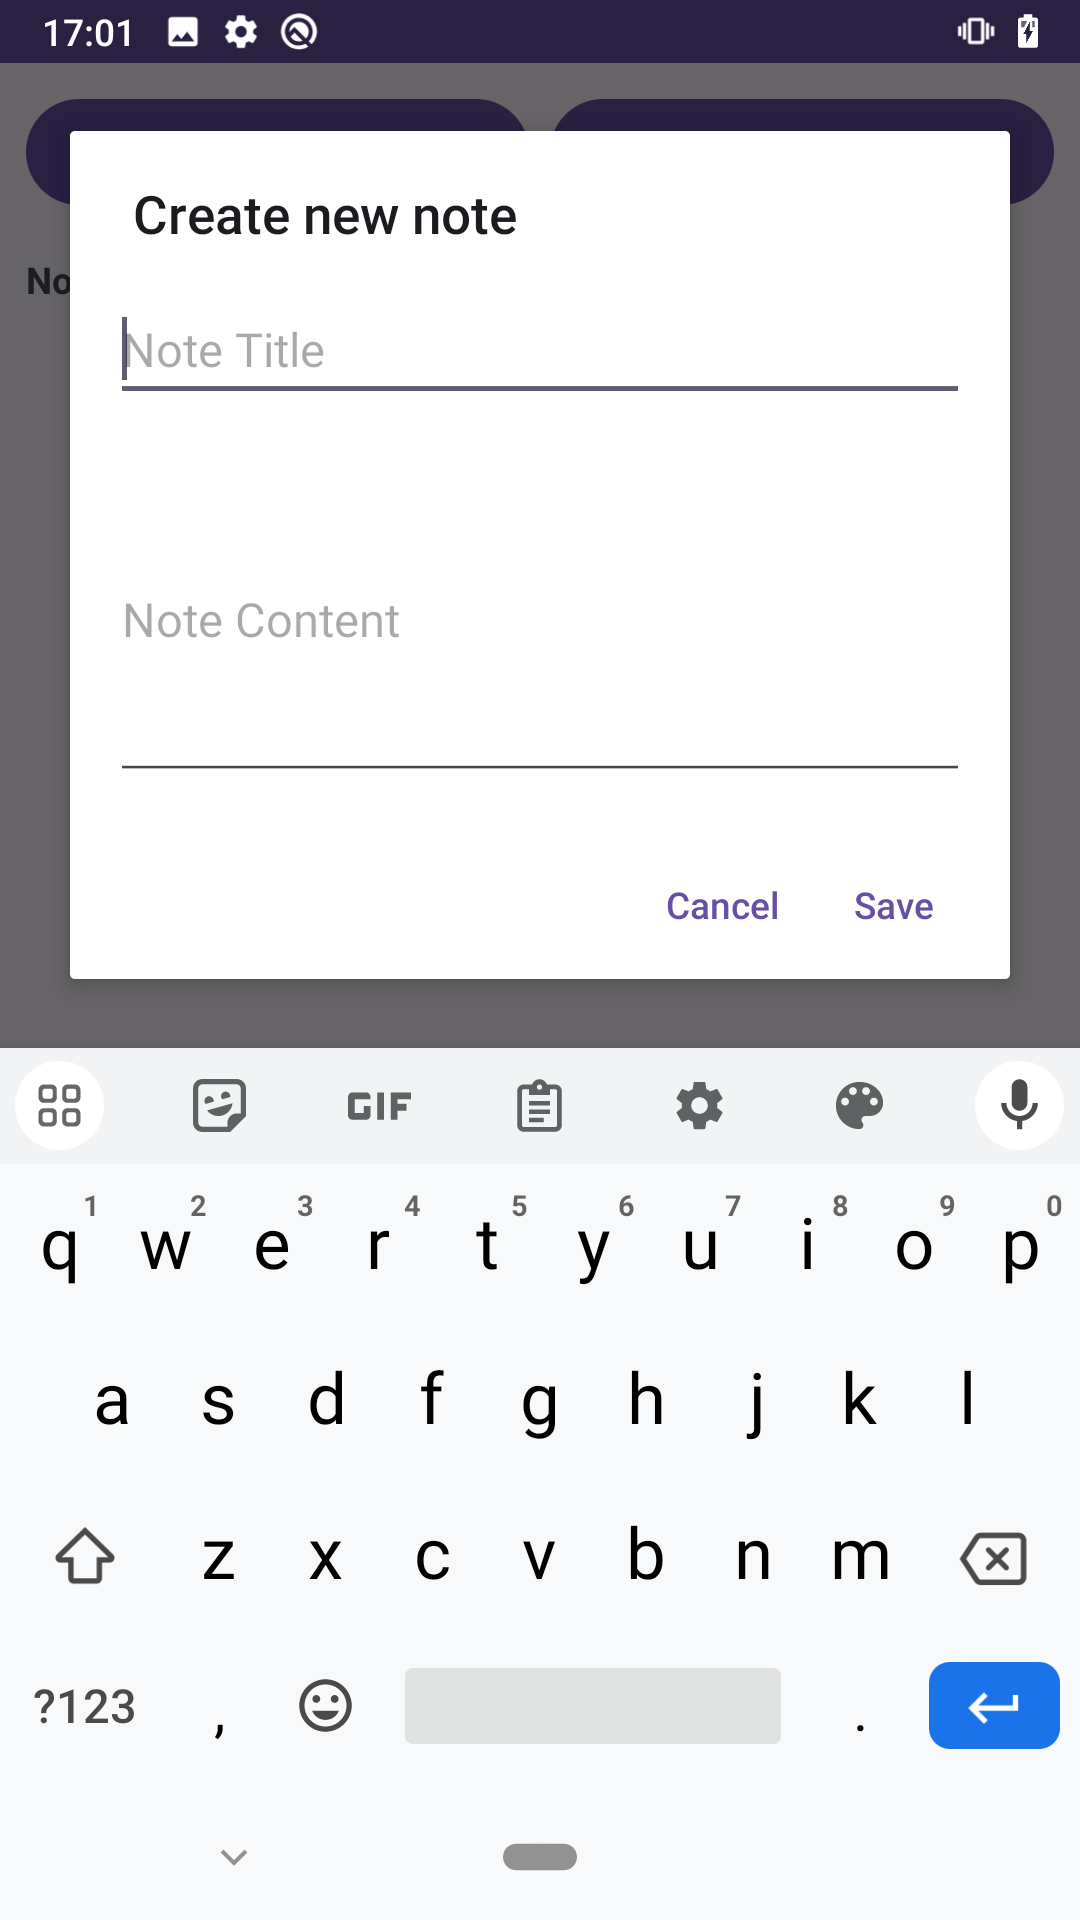 17:01
Create new note
No
Note Title
Note Content
Cancel Save
GIF
1 2 3 4 5 6 7 8 9 0
q w e r t y u i o p
a s d f g h j k l
z x c v b n m
?123 , .